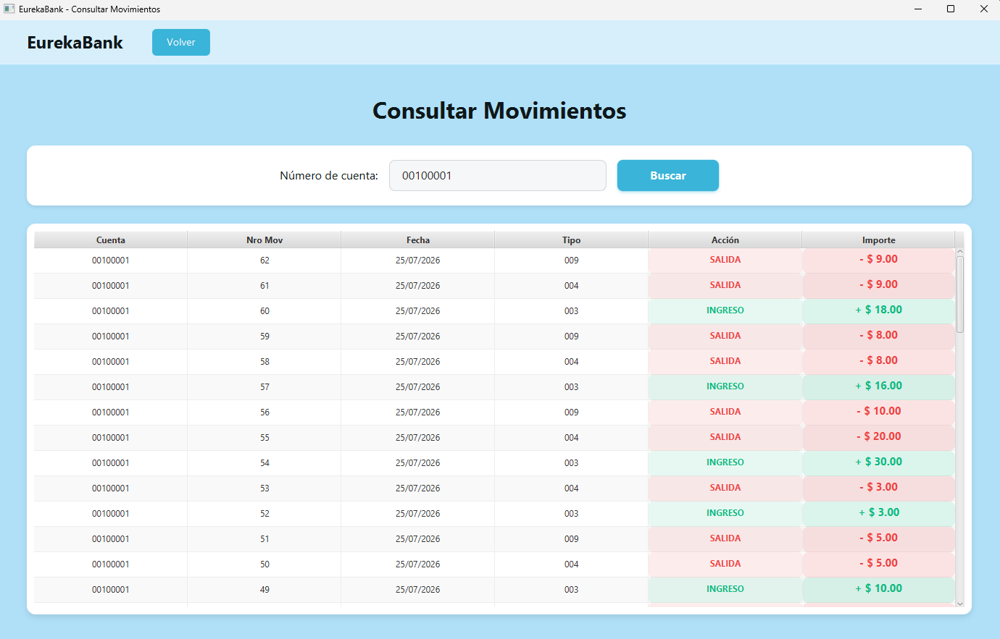 EurekaBank - Consultar Movimientos
EurekaBank Volver
Consultar Movimientos
Número de cuenta: 00100001 Buscar
Cuenta Nro Mov Fecha Tipo Acción Importe
00100001 62 25/07/2026 009 SALIDA - $ 9.00
00100001 61 25/07/2026 004 SALIDA - $ 9.00
00100001 60 25/07/2026 003 INGRESO + $ 18.00
00100001 59 25/07/2026 009 SALIDA - $ 8.00
00100001 58 25/07/2026 004 SALIDA - $ 8.00
00100001 57 25/07/2026 003 INGRESO + $ 16.00
00100001 56 25/07/2026 009 SALIDA - $ 10.00
00100001 55 25/07/2026 004 SALIDA - $ 20.00
00100001 54 25/07/2026 003 INGRESO + $ 30.00
00100001 53 25/07/2026 004 SALIDA - $ 3.00
00100001 52 25/07/2026 003 INGRESO + $ 3.00
00100001 51 25/07/2026 009 SALIDA - $ 5.00
00100001 50 25/07/2026 004 SALIDA - $ 5.00
00100001 49 25/07/2026 003 INGRESO + $ 10.00